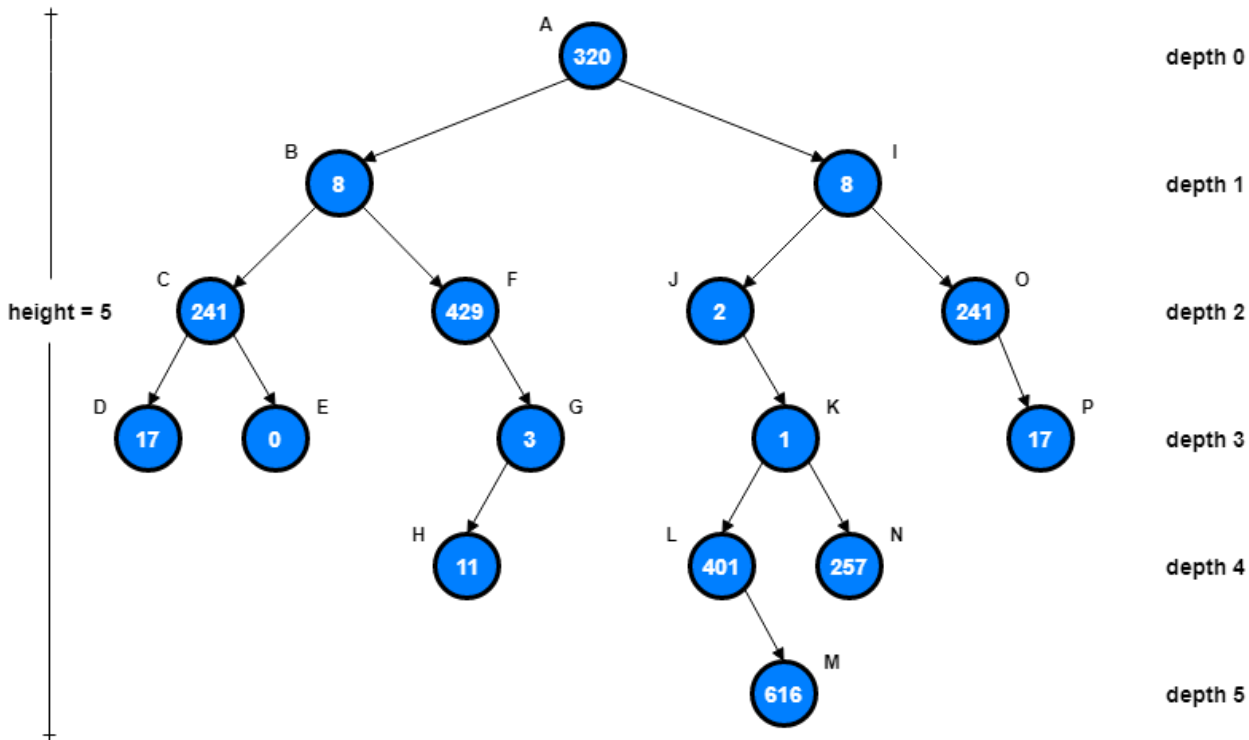 A
320
depth 0
B
I
8
8
depth 1
C
F
J
O
height = 5
241
429
2
241
depth 2
D
E
G
K
P
17
0
3
1
17
depth 3
H
L
N
11
401
257
depth 4
M
616
depth 5